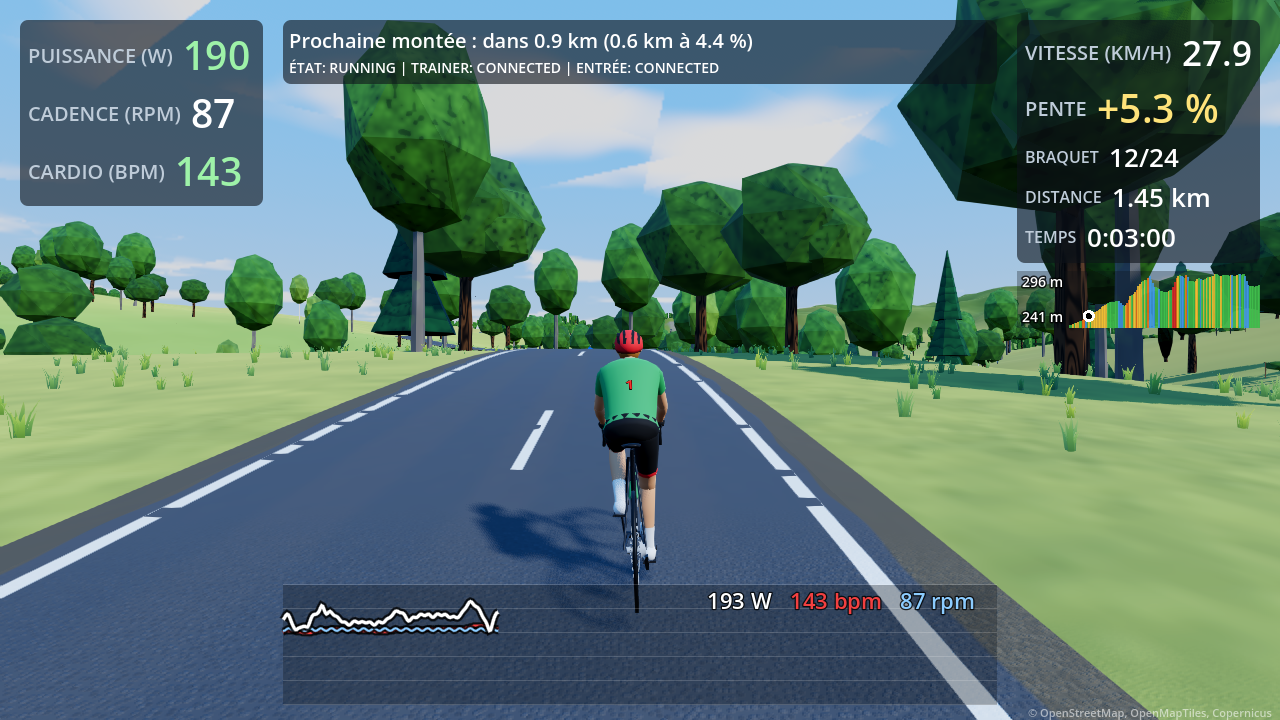 PUISSANCE (W) 190
CADENCE (RPM) 87
CARDIO (BPM) 143
Prochaine montée : dans 0.9 km (0.6 km à 4.4 %)
ÉTAT: RUNNING | TRAINER: CONNECTED | ENTRÉE: CONNECTED
VITESSE (KM/H) 27.9
PENTE +5.3 %
BRAQUET 12/24
DISTANCE 1.45 km
TEMPS 0:03:00
296 m
241 m
1
193 W 143 bpm 87 rpm
© OpenStreetMap, OpenMapTiles, Copernicus